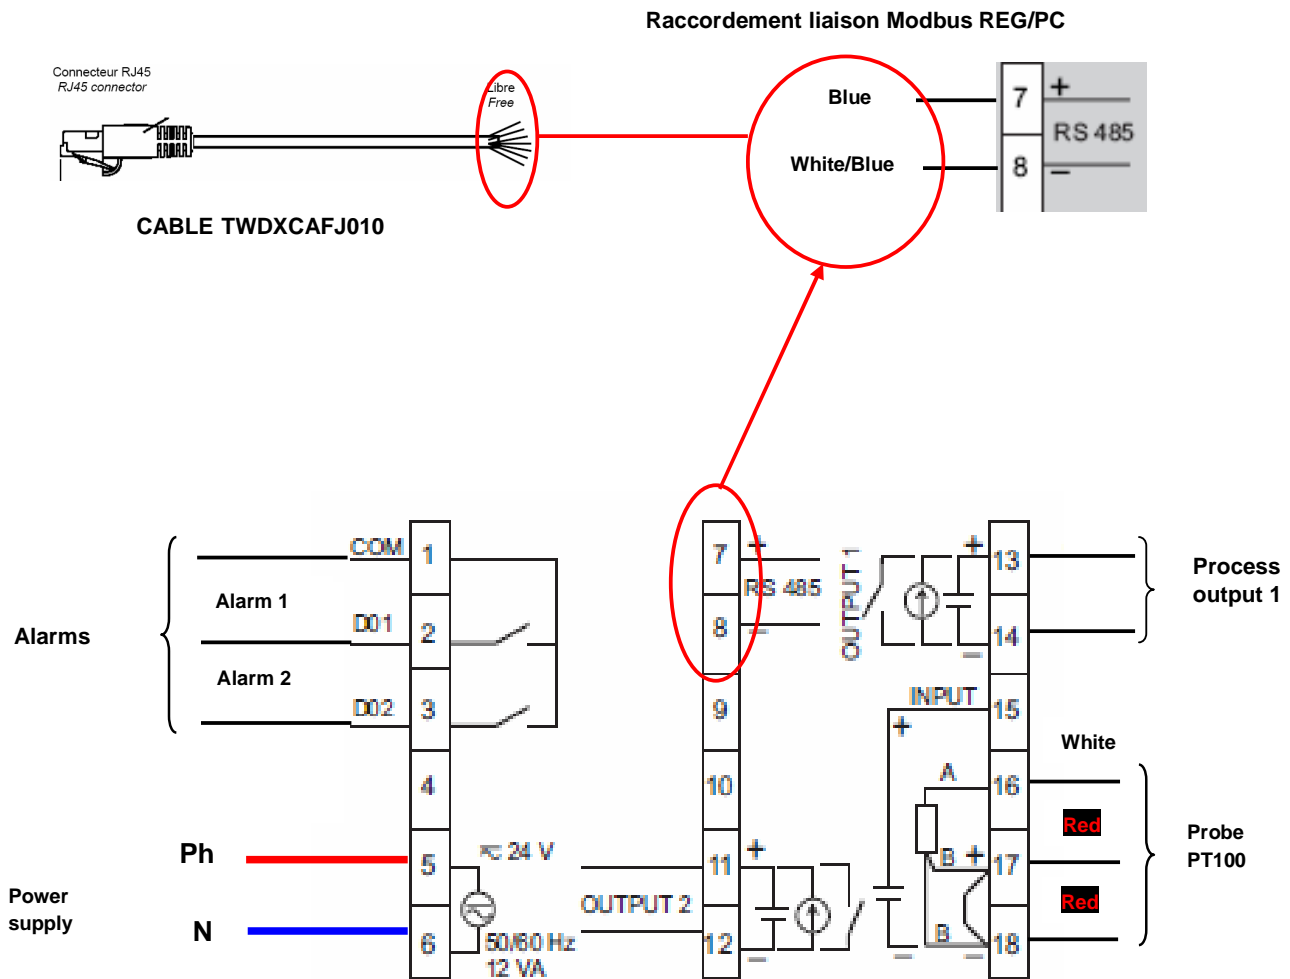 Raccordement liaison Modbus REG/PC
Connecteur RJ45
RJ45 connector
Libre
Free
Blue
White/Blue
7
+
RS 485
8
–
CABLE TWDXCAFJ010
Alarms
Alarm 1
Alarm 2
COM
1
D01
2
D02
3
4
Ph
5
24 V
Power
supply
N
6
50/60 Hz
12 VA
7
+
RS 485
8
–
9
10
11
+
OUTPUT 2
12
–
OUTPUT 1
+
13
–
14
INPUT
15
+
–
A
16
B
+
17
B
–
18
Process
output 1
White
Red
Red
Probe
PT100